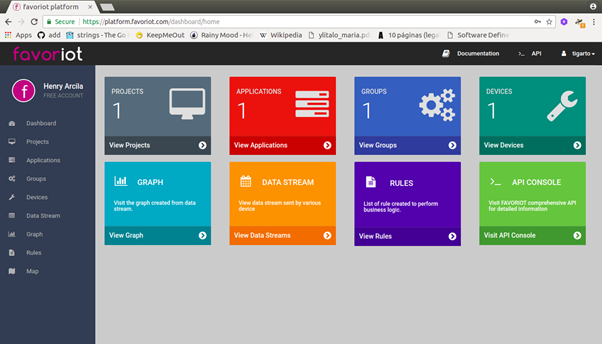 favoriot platform
Secure https://platform.favoriot.com/dashboard/home
Apps add strings - The Go KeepMeOut Rainy Mood - He Wikipedia ylitalo_maria.pd 10 páginas (lega Software Define
favoriot
Documentation API tigarto
Henry Arcila
FREE ACCOUNT
Dashboard
Projects
Applications
Groups
Devices
Data Stream
Graph
Rules
Map
PROJECTS
1
View Projects
APPLICATIONS
1
View Applications
GROUPS
1
View Groups
DEVICES
1
View Devices
GRAPH
Visit the graph created from data
stream.
View Graph
DATA STREAM
View data stream sent by various
device
View Data Streams
RULES
List of rule created to perform
business logic.
View Rules
API CONSOLE
Visit FAVORIOT comprehensive API
for detailed information
Visit API Console